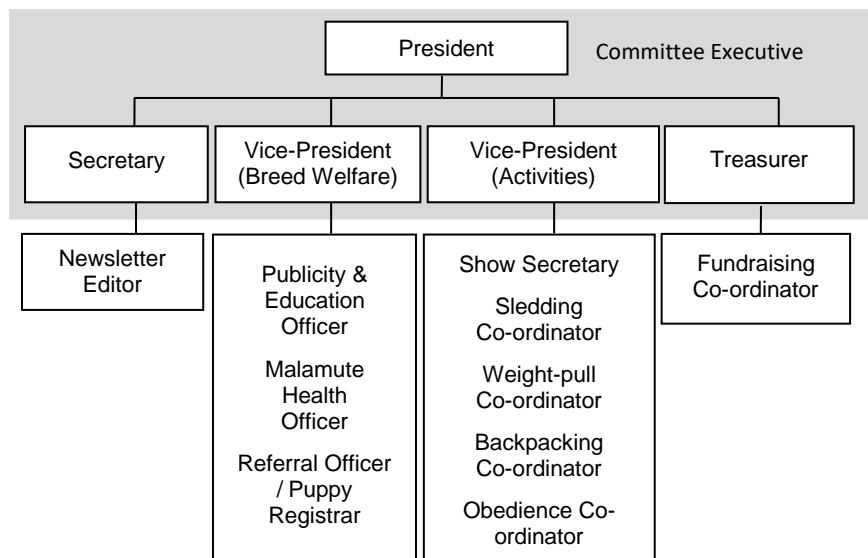 President
Committee Executive
Secretary
Vice-President
(Breed Welfare)
Vice-President
(Activities)
Treasurer
Newsletter
Editor
Publicity &
Education
Officer
Malamute
Health
Officer
Referral Officer
/ Puppy
Registrar
Show Secretary
Sledding
Co-ordinator
Weight-pull
Co-ordinator
Backpacking
Co-ordinator
Obedience Co-
ordinator
Fundraising
Co-ordinator